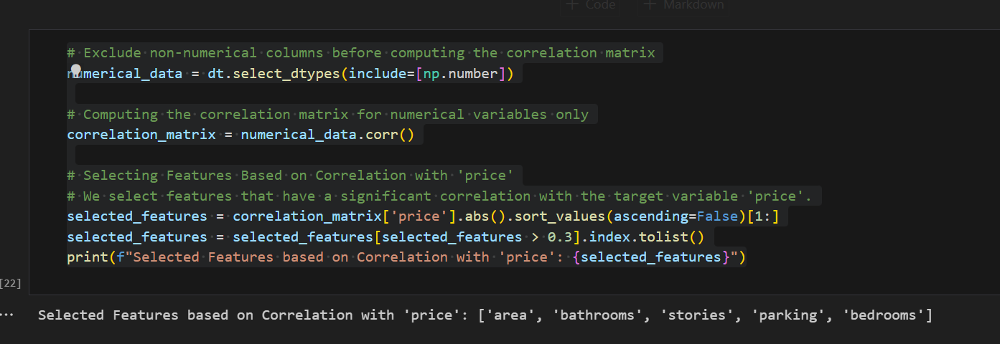 + Code + Markdown
# Exclude non-numerical columns before computing the correlation matrix
numerical_data = dt.select_dtypes(include=[np.number])
# Computing the correlation matrix for numerical variables only
correlation_matrix = numerical_data.corr()
# Selecting Features Based on Correlation with 'price'
# We select features that have a significant correlation with the target variable 'price'.
selected_features = correlation_matrix['price'].abs().sort_values(ascending=False)[1:]
selected_features = selected_features[selected_features > 0.3].index.tolist()
print(f"Selected Features based on Correlation with 'price': {selected_features}")
[22]
... Selected Features based on Correlation with 'price': ['area', 'bathrooms', 'stories', 'parking', 'bedrooms']